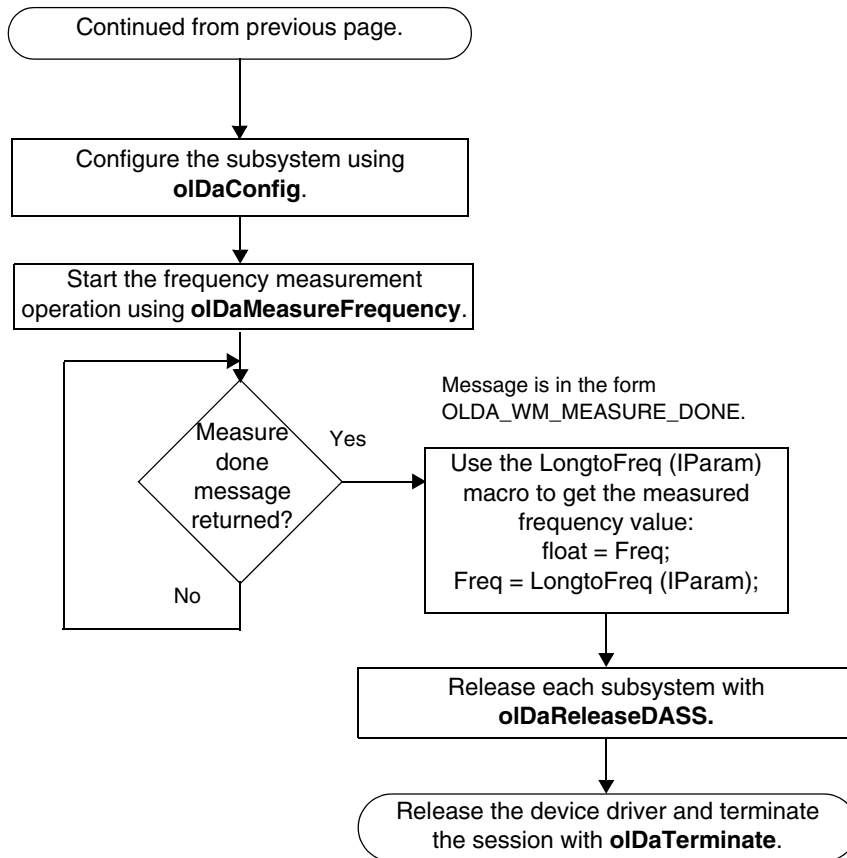 Continued from previous page.
Configure the subsystem using
olDaConfig.
Start the frequency measurement
operation using olDaMeasureFrequency.
Message is in the form
OLDA_WM_MEASURE_DONE.
Measure
done
message
returned?
Yes
No
Use the LongtoFreq (lParam)
macro to get the measured
frequency value:
float = Freq;
Freq = LongtoFreq (lParam);
Release each subsystem with
olDaReleaseDASS.
Release the device driver and terminate
the session with olDaTerminate.